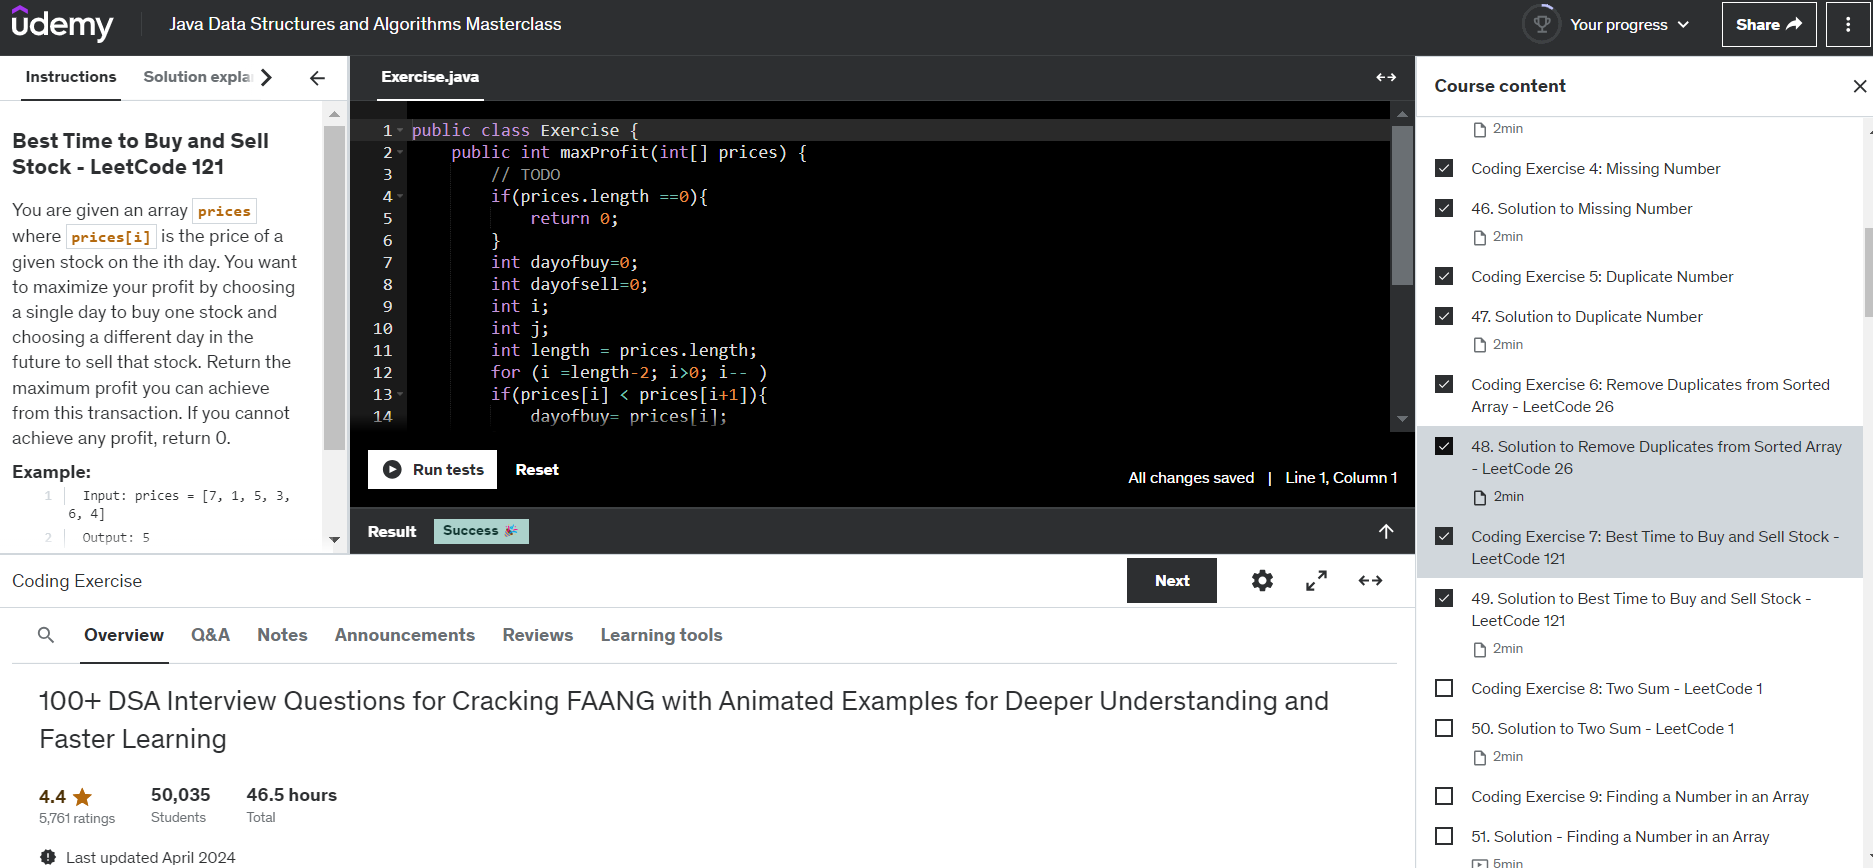 udemy
Java Data Structures and Algorithms Masterclass
Your progress
Share
Instructions
Solution expla
Best Time to Buy and Sell
Stock - LeetCode 121
You are given an array prices
where prices[i] is the price of a
given stock on the ith day. You want
to maximize your profit by choosing
a single day to buy one stock and
choosing a different day in the
future to sell that stock. Return the
maximum profit you can achieve
from this transaction. If you cannot
achieve any profit, return 0.
Example:
1 Input: prices = [7, 1, 5, 3,
6, 4]
2 Output: 5
Exercise.java
1 public class Exercise {
2 public int maxProfit(int[] prices) {
3 // TODO
4 if(prices.length ==0){
5 return 0;
6 }
7 int dayofbuy=0;
8 int dayofsell=0;
9 int i;
10 int j;
11 int length = prices.length;
12 for (i =length-2; i>0; i-- )
13 if(prices[i] < prices[i+1]){
14 dayofbuy= prices[i];
Run tests
Reset
All changes saved | Line 1, Column 1
Result
Success
Coding Exercise
Next
Overview
Q&A
Notes
Announcements
Reviews
Learning tools
100+ DSA Interview Questions for Cracking FAANG with Animated Examples for Deeper Understanding and
Faster Learning
4.4
50,035
46.5 hours
5,761 ratings
Students
Total
Last updated April 2024
Course content
2min
Coding Exercise 4: Missing Number
46. Solution to Missing Number
2min
Coding Exercise 5: Duplicate Number
47. Solution to Duplicate Number
2min
Coding Exercise 6: Remove Duplicates from Sorted
Array - LeetCode 26
48. Solution to Remove Duplicates from Sorted Array
- LeetCode 26
2min
Coding Exercise 7: Best Time to Buy and Sell Stock -
LeetCode 121
49. Solution to Best Time to Buy and Sell Stock -
LeetCode 121
2min
Coding Exercise 8: Two Sum - LeetCode 1
50. Solution to Two Sum - LeetCode 1
2min
Coding Exercise 9: Finding a Number in an Array
51. Solution - Finding a Number in an Array
5min